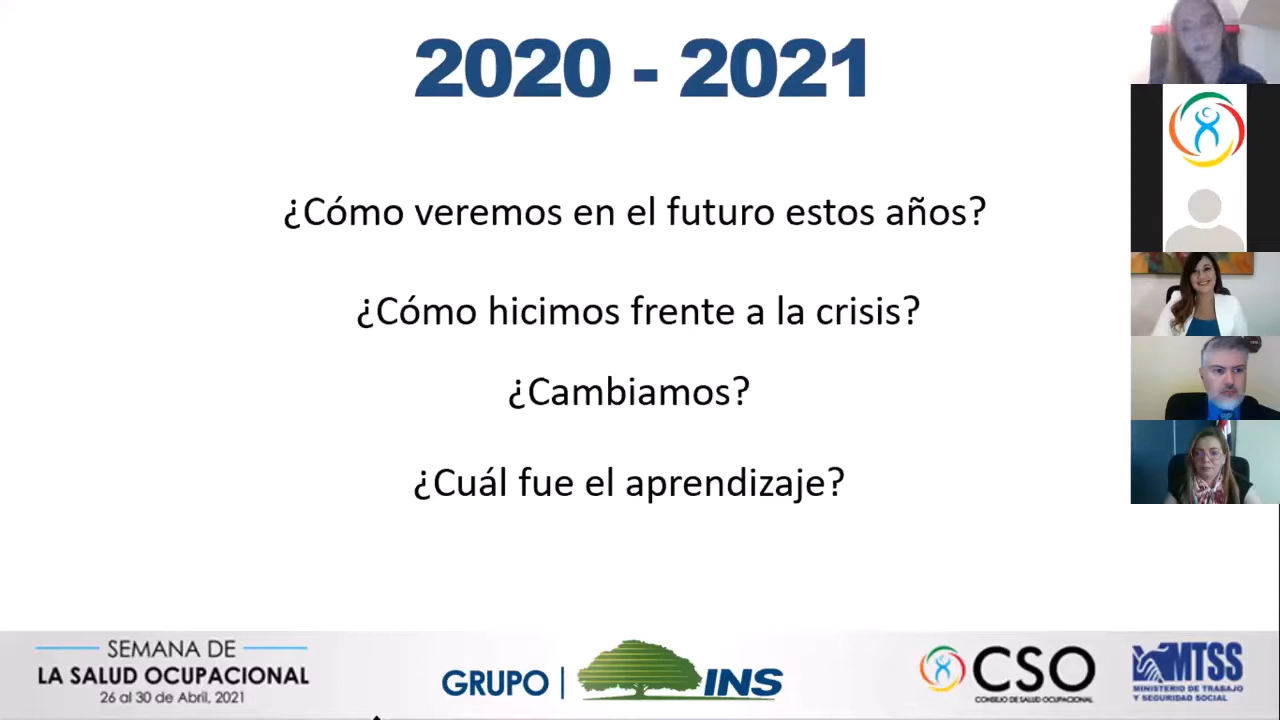 2020 - 2021
¿Cómo veremos en el futuro estos años?
¿Cómo hicimos frente a la crisis?
¿Cambiamos?
¿Cuál fue el aprendizaje?
SEMANA DE
LA SALUD OCUPACIONAL
26 al 30 de Abril, 2021
GRUPO | INS
CSO
CONSEJO DE SALUD OCUPACIONAL
MTSS
MINISTERIO DE TRABAJO
Y SEGURIDAD SOCIAL